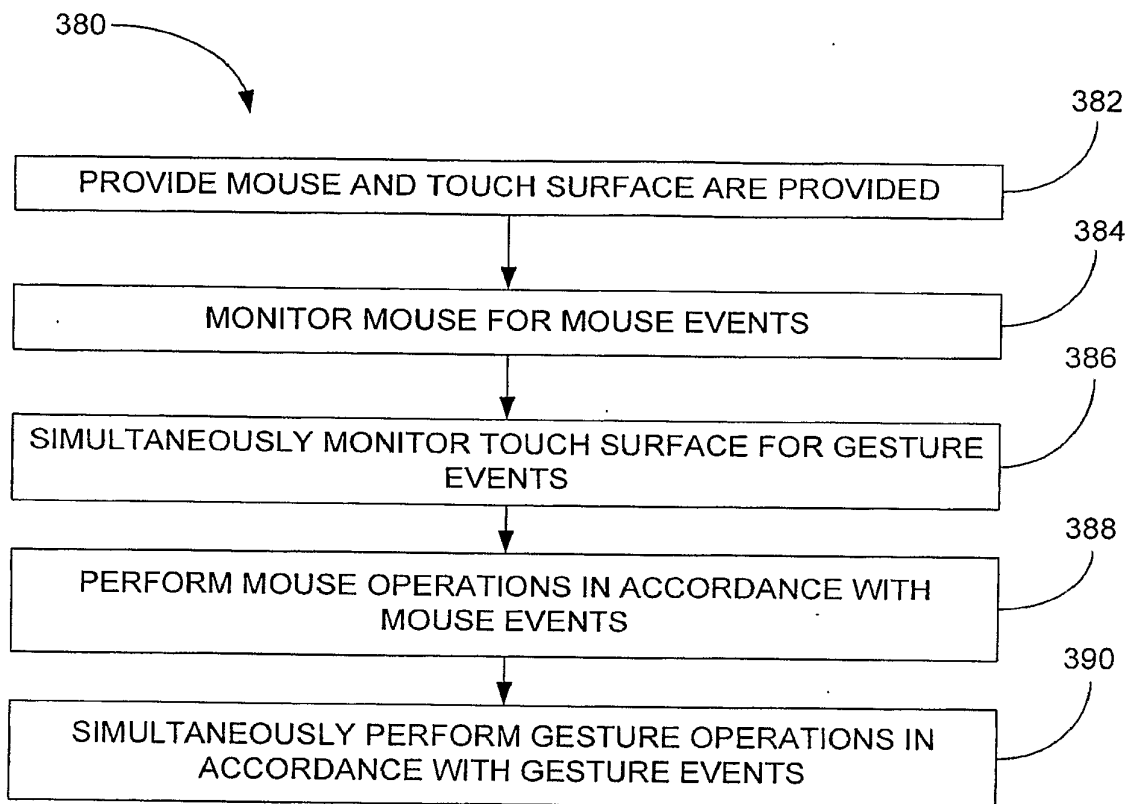 380
382
PROVIDE MOUSE AND TOUCH SURFACE ARE PROVIDED
384
MONITOR MOUSE FOR MOUSE EVENTS
386
SIMULTANEOUSLY MONITOR TOUCH SURFACE FOR GESTURE
EVENTS
388
PERFORM MOUSE OPERATIONS IN ACCORDANCE WITH
MOUSE EVENTS
390
SIMULTANEOUSLY PERFORM GESTURE OPERATIONS IN
ACCORDANCE WITH GESTURE EVENTS